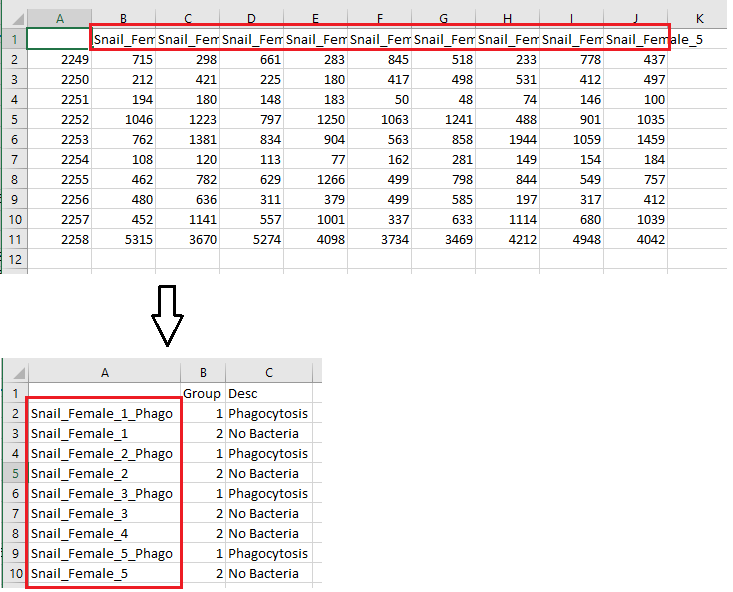 A B C D E F G H I J K
1 Snail_Fem Snail_Fem Snail_Fem Snail_Fem Snail_Fem Snail_Fem Snail_Fem Snail_Fem Snail_Female_5
2 2249 715 298 661 283 845 518 233 778 437
3 2250 212 421 225 180 417 498 531 412 497
4 2251 194 180 148 183 50 48 74 146 100
5 2252 1046 1223 797 1250 1063 1241 488 901 1035
6 2253 762 1381 834 904 563 858 1944 1059 1459
7 2254 108 120 113 77 162 281 149 154 184
8 2255 462 782 629 1266 499 798 844 549 757
9 2256 480 636 311 379 499 585 197 317 412
10 2257 452 1141 557 1001 337 633 1114 680 1039
11 2258 5315 3670 5274 4098 3734 3469 4212 4948 4042
12
A B C
1 Group Desc
2 Snail_Female_1_Phago 1 Phagocytosis
3 Snail_Female_1 2 No Bacteria
4 Snail_Female_2_Phago 1 Phagocytosis
5 Snail_Female_2 2 No Bacteria
6 Snail_Female_3_Phago 1 Phagocytosis
7 Snail_Female_3 2 No Bacteria
8 Snail_Female_4 2 No Bacteria
9 Snail_Female_5_Phago 1 Phagocytosis
10 Snail_Female_5 2 No Bacteria